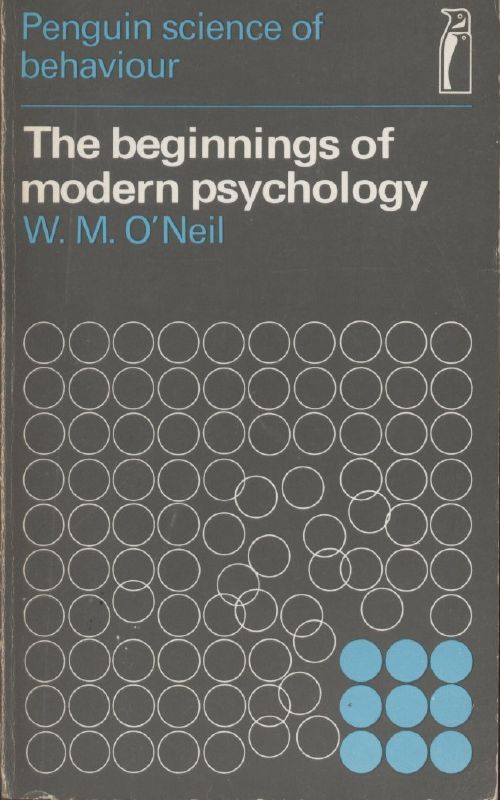 Penguin science of
behaviour
The beginnings of
modern psychology
W. M. O'Neil